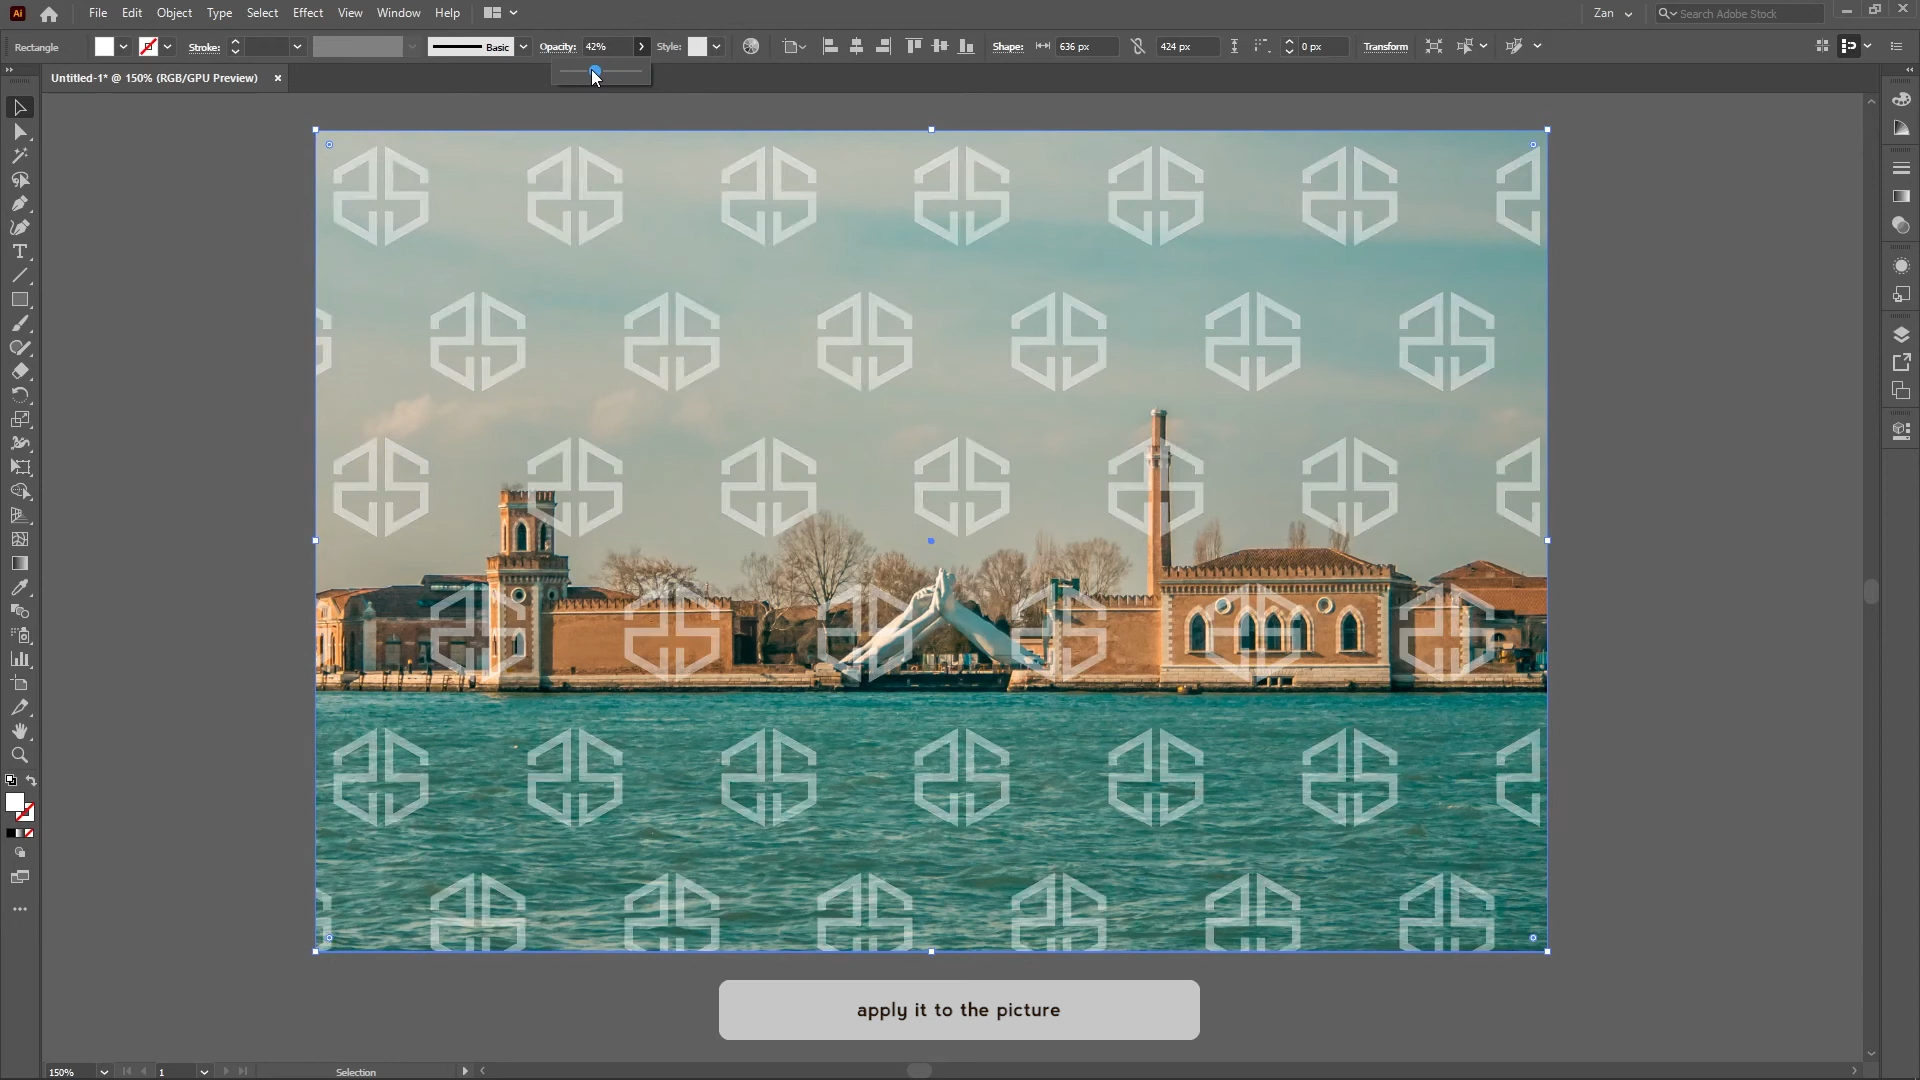 Ai File Edit Object Type Select Effect View Window Help Zan Search Adobe Stock
Rectangle Stroke: Basic Opacity: 42% Style: Shape: 636 px 424 px 0 px Transform
Untitled-1* @ 150% (RGB/GPU Preview) ×
apply it to the picture
150% 1 Selection